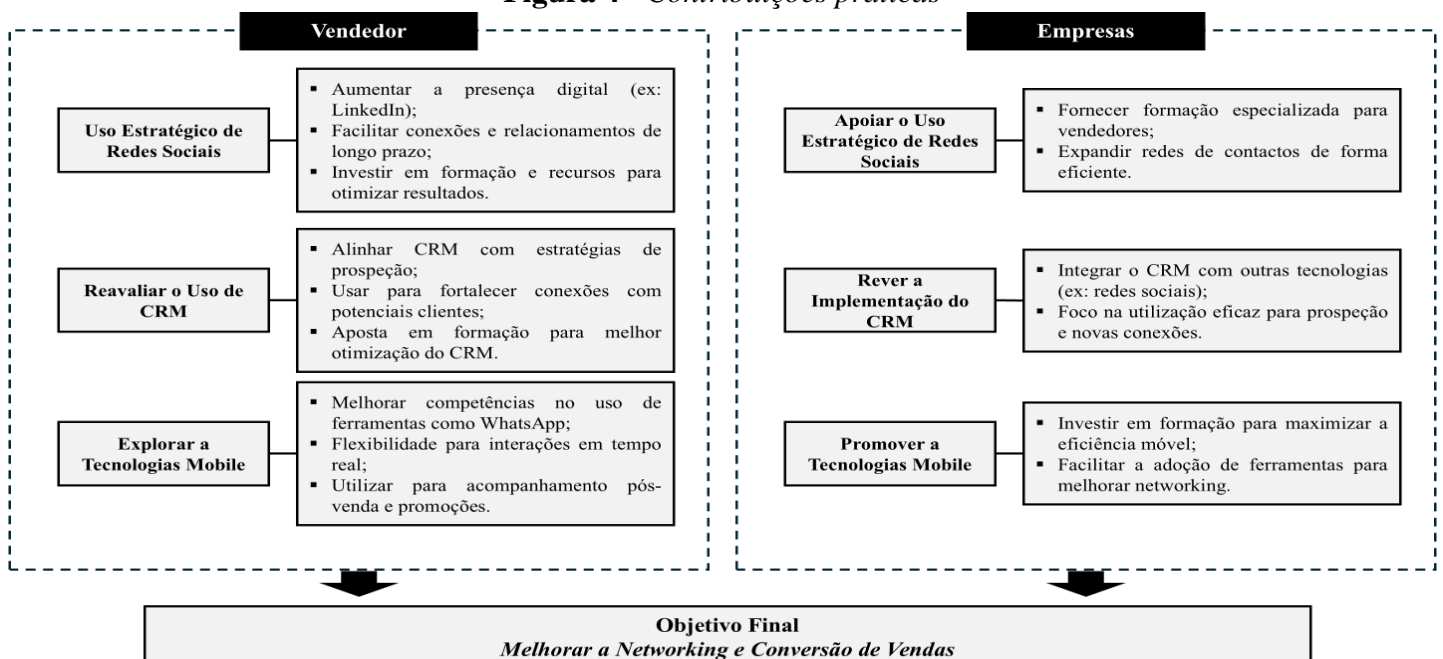 Figura 4 - Contribuições práticas
Vendedor
Uso Estratégico de
Redes Sociais
▪ Aumentar a presença digital (ex:
LinkedIn);
▪ Facilitar conexões e relacionamentos de
longo prazo;
▪ Investir em formação e recursos para
otimizar resultados.
Reavaliar o Uso de
CRM
▪ Alinhar CRM com estratégias de
prospeção;
▪ Usar para fortalecer conexões com
potenciais clientes;
▪ Aposta em formação para melhor
otimização do CRM.
Explorar a
Tecnologias Mobile
▪ Melhorar competências no uso de
ferramentas como WhatsApp;
▪ Flexibilidade para interações em tempo
real;
▪ Utilizar para acompanhamento pós-
venda e promoções.
Empresas
Apoiar o Uso
Estratégico de Redes
Sociais
▪ Fornecer formação especializada para
vendedores;
▪ Expandir redes de contactos de forma
eficiente.
Rever a
Implementação do
CRM
▪ Integrar o CRM com outras tecnologias
(ex: redes sociais);
▪ Foco na utilização eficaz para prospeção
e novas conexões.
Promover a
Tecnologias Mobile
▪ Investir em formação para maximizar a
eficiência móvel;
▪ Facilitar a adoção de ferramentas para
melhorar networking.
Objetivo Final
Melhorar a Networking e Conversão de Vendas